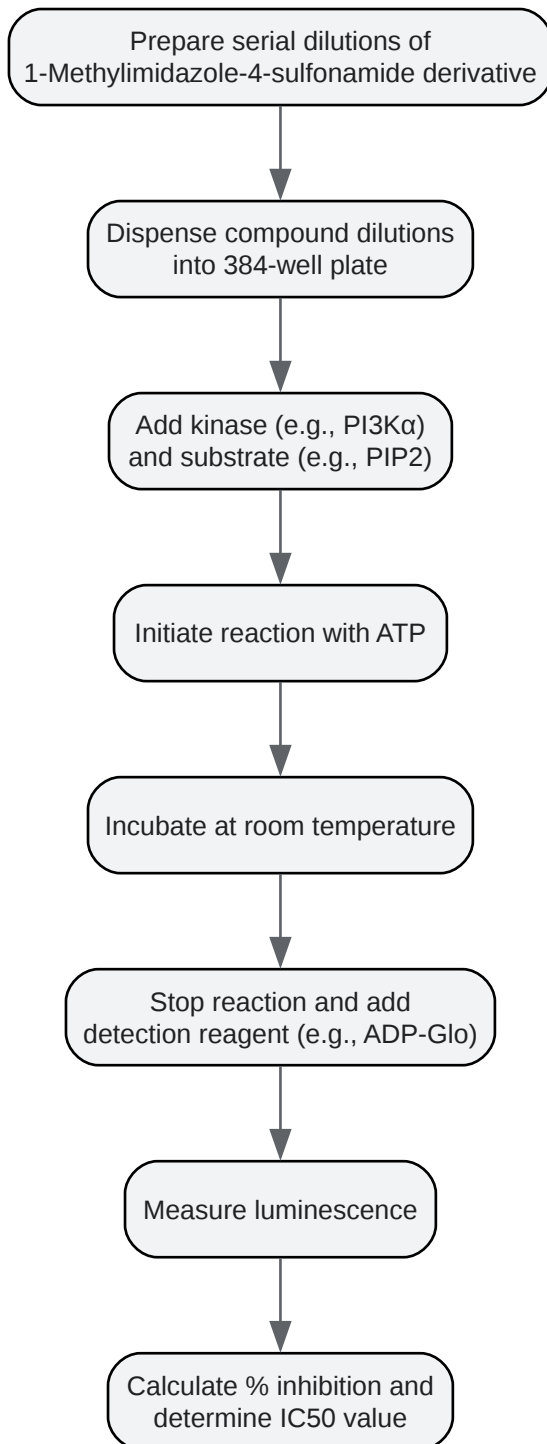 Prepare serial dilutions of
1-Methylimidazole-4-sulfonamide derivative
Dispense compound dilutions
into 384-well plate
Add kinase (e.g., PI3Kα)
and substrate (e.g., PIP2)
Initiate reaction with ATP
Incubate at room temperature
Stop reaction and add
detection reagent (e.g., ADP-Glo)
Measure luminescence
Calculate % inhibition and
determine IC50 value